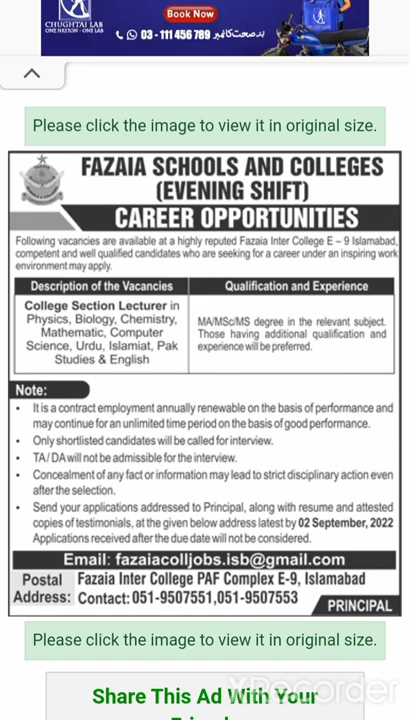 CHUGHTAI LAB
ONE NATION - ONE LAB
Book Now
03 - 111 456 789 بدصحت کا نمبر
Please click the image to view it in original size.
FAZAIA SCHOOLS AND COLLEGES
(EVENING SHIFT)
CAREER OPPORTUNITIES
Following vacancies are available at a highly reputed Fazaia Inter College E – 9 Islamabad,
competent and well qualified candidates who are seeking for a career under an inspiring work
environment may apply.
Description of the Vacancies
Qualification and Experience
College Section Lecturer in
Physics, Biology, Chemistry,
Mathematic, Computer
Science, Urdu, Islamiat, Pak
Studies & English
MA/MSc/MS degree in the relevant subject.
Those having additional qualification and
experience will be preferred.
Note:
• It is a contract employment annually renewable on the basis of performance and
may continue for an unlimited time period on the basis of good performance.
• Only shortlisted candidates will be called for interview.
• TA / DA will not be admissible for the interview.
• Concealment of any fact or information may lead to strict disciplinary action even
after the selection.
• Send your applications addressed to Principal, along with resume and attested
copies of testimonials, at the given below address latest by 02 September, 2022
Applications received after the due date will not be considered.
Email: fazaiacolljobs.isb@gmail.com
Postal Address: Fazaia Inter College PAF Complex E-9, Islamabad
Contact: 051-9507551,051-9507553
PRINCIPAL
Please click the image to view it in original size.
XRecorder
Share This Ad With Your